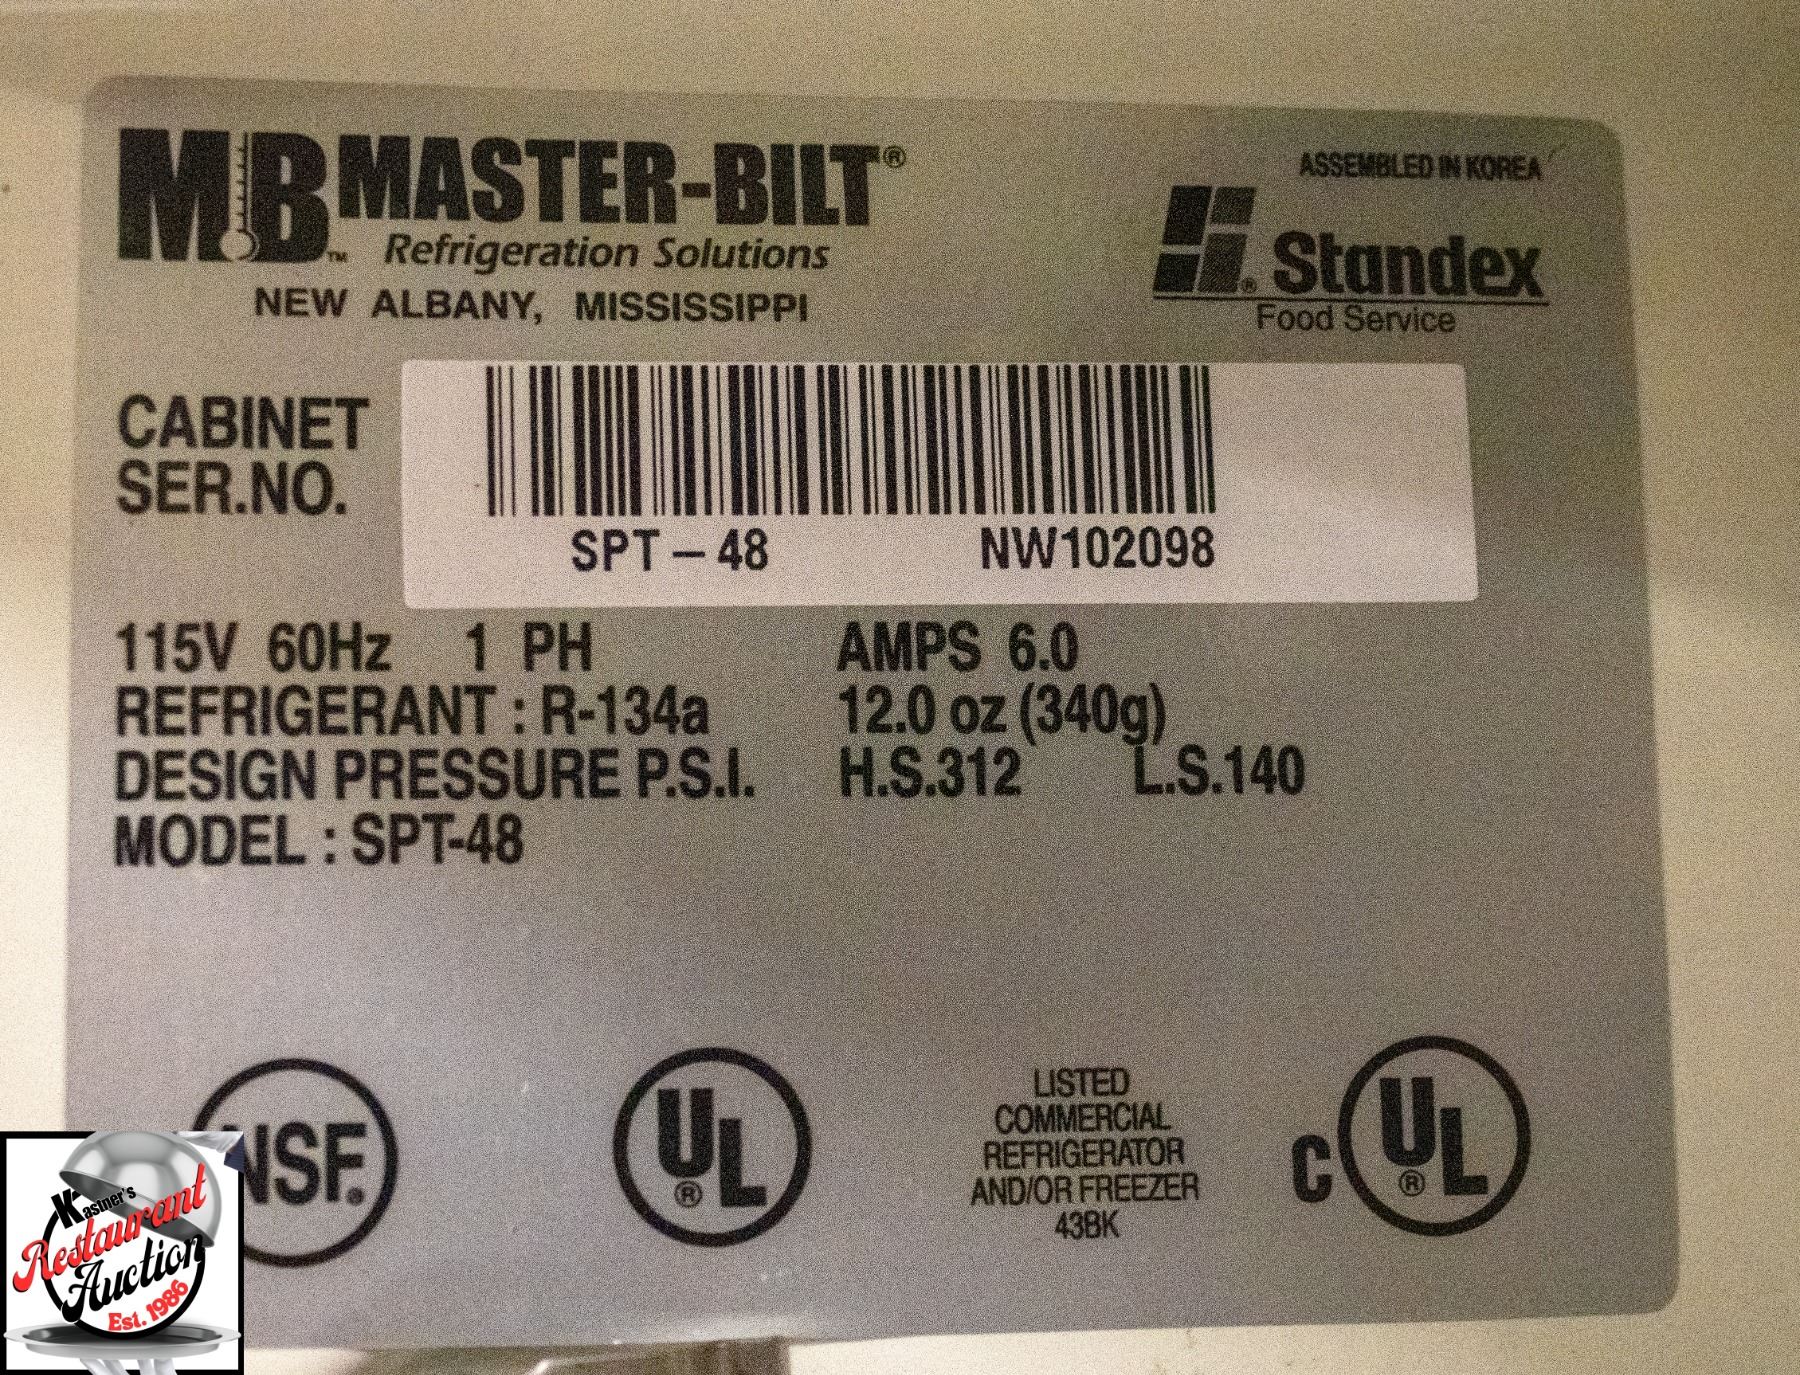 MB™ MASTER-BILT®
Refrigeration Solutions
NEW ALBANY, MISSISSIPPI
ASSEMBLED IN KOREA
® Standex
Food Service
CABINET
SER.NO.
SPT – 48 NW102098
115V 60Hz 1 PH AMPS 6.0
REFRIGERANT : R-134a 12.0 oz (340g)
DESIGN PRESSURE P.S.I. H.S.312 L.S.140
MODEL : SPT-48
NSF®
UL®
LISTED
COMMERCIAL
REFRIGERATOR
AND/OR FREEZER
43BK
C UL®
Kastner's
Restaurant
Auction
Est. 1986